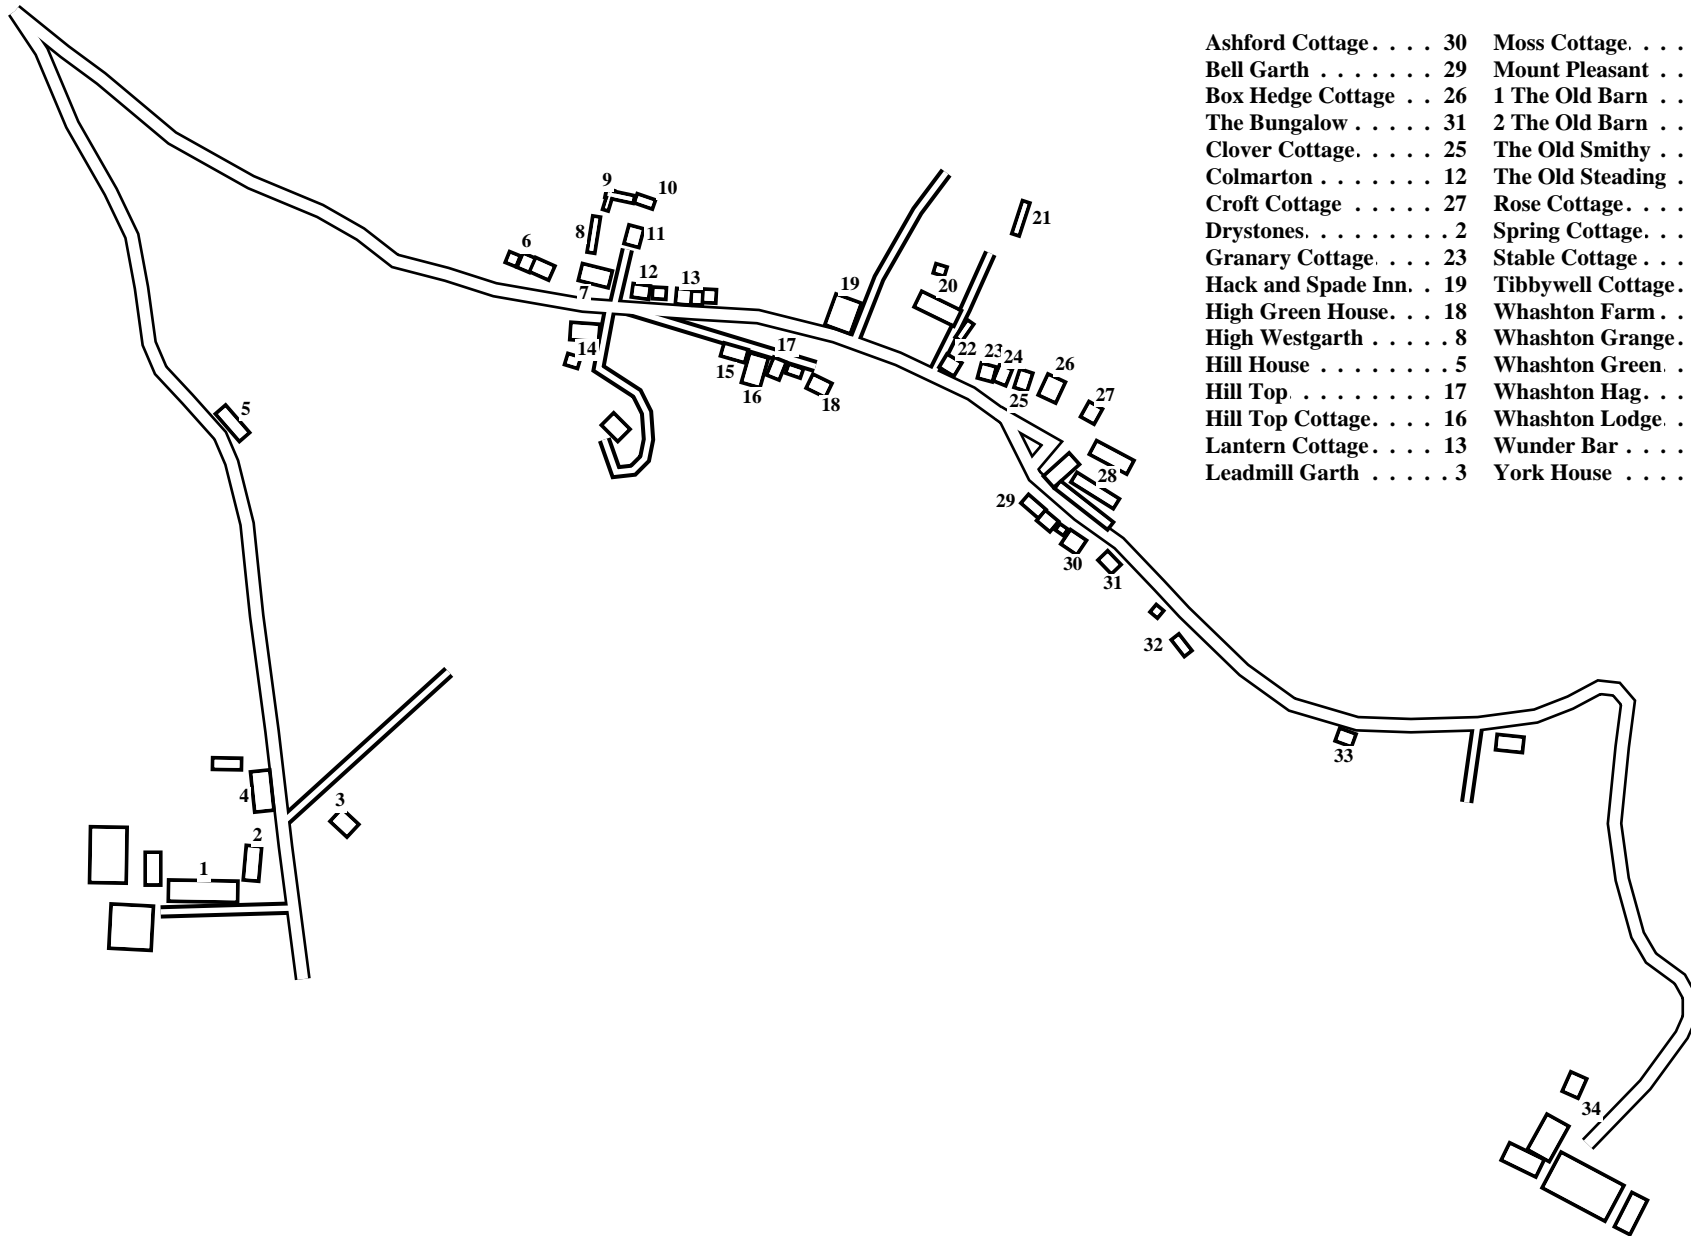 Ashford Cottage. . . . 30 Moss Cottage. . . .
Bell Garth . . . . . . . 29 Mount Pleasant . .
Box Hedge Cottage . . 26 1 The Old Barn . .
The Bungalow . . . . . 31 2 The Old Barn . .
Clover Cottage. . . . . 25 The Old Smithy . .
Colmarton . . . . . . . 12 The Old Steading .
Croft Cottage . . . . . 27 Rose Cottage. . . .
Drystones. . . . . . . . . 2 Spring Cottage. . .
Granary Cottage. . . . 23 Stable Cottage . . .
Hack and Spade Inn. . 19 Tibbywell Cottage.
High Green House. . . 18 Whashton Farm . .
High Westgarth . . . . . 8 Whashton Grange.
Hill House . . . . . . . . 5 Whashton Green. .
Hill Top. . . . . . . . . 17 Whashton Hag. . .
Hill Top Cottage. . . . 16 Whashton Lodge. .
Lantern Cottage. . . . 13 Wunder Bar . . . .
Leadmill Garth . . . . . 3 York House . . . .
9 10
8 11 21
6
7 12 13 19 20
14 15 17 22 23 24 26
16 18 25 27
5
28
29
30 31
32
33
4 3
2
1
34